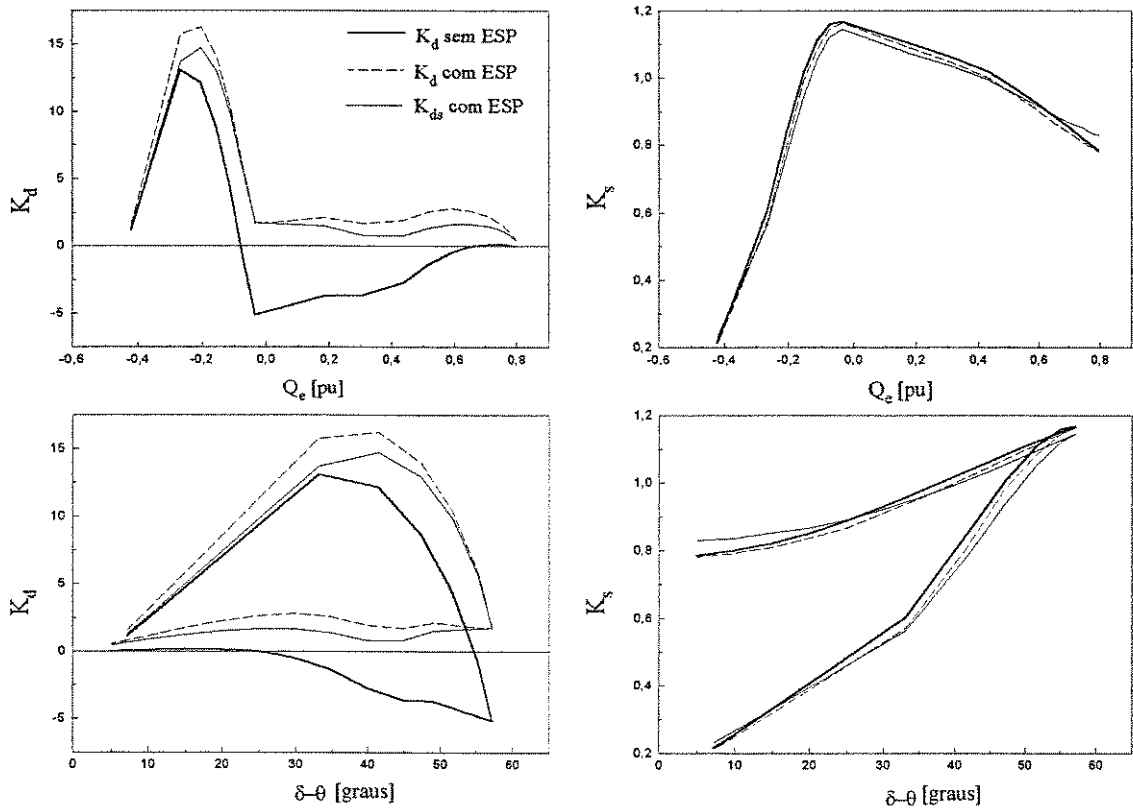 15
10
5
0
-5
K_d
K_d sem ESP
K_d com ESP
K_ds com ESP
-0,6 -0,4 -0,2 0,0 0,2 0,4 0,6 0,8
Q_e [pu]
1,2
1,0
0,8
0,6
0,4
0,2
K_s
-0,6 -0,4 -0,2 0,0 0,2 0,4 0,6 0,8
Q_e [pu]
15
10
5
0
-5
K_d
0 10 20 30 40 50 60
δ-θ [graus]
1,2
1,0
0,8
0,6
0,4
0,2
K_s
0 10 20 30 40 50 60
δ-θ [graus]